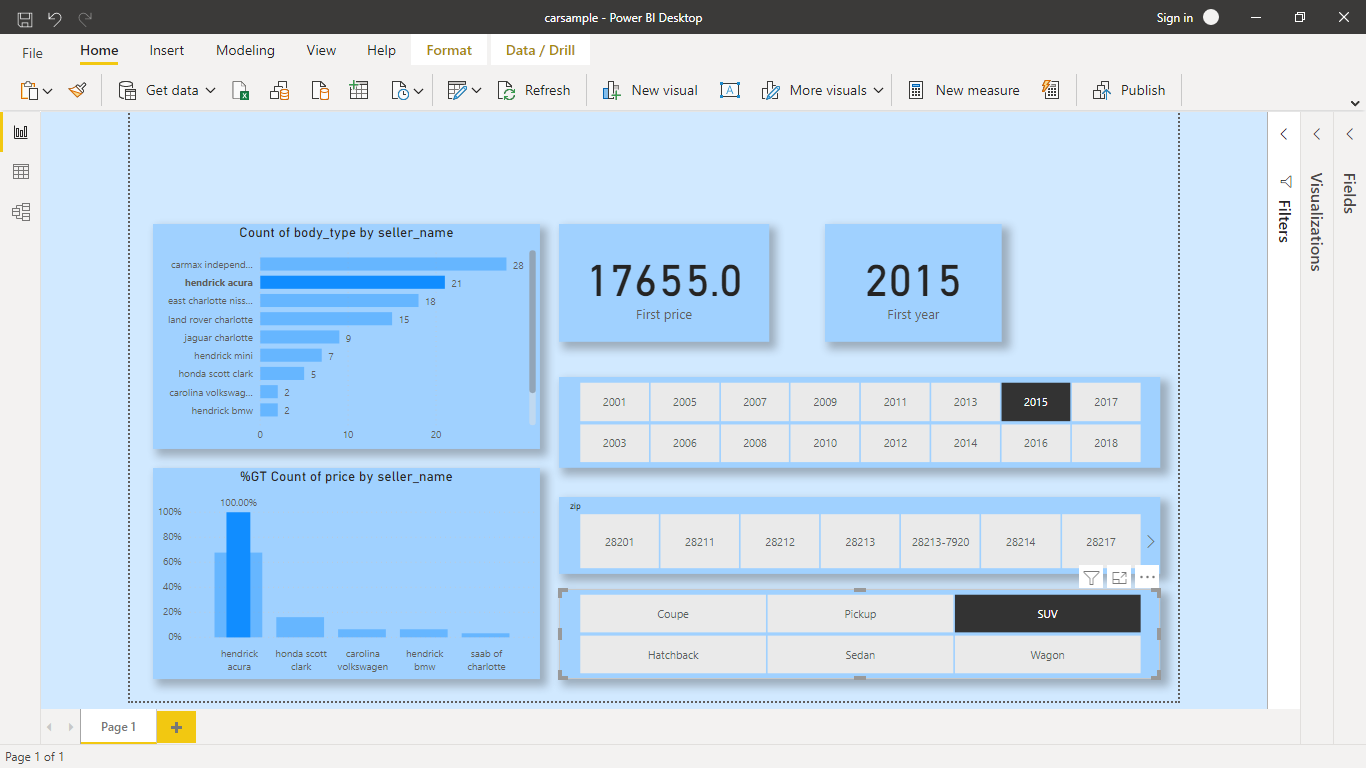 carsample - Power BI Desktop
Sign in
File
Home
Insert
Modeling
View
Help
Format
Data / Drill
Get data
Refresh
New visual
More visuals
New measure
Publish
Count of body_type by seller_name
carmax independ... 28
hendrick acura 21
east charlotte niss... 18
land rover charlotte 15
jaguar charlotte 9
hendrick mini 7
honda scott clark 5
carolina volkswag... 2
hendrick bmw 2
0 10 20
17655.0
First price
2015
First year
2001 2005 2007 2009 2011 2013 2015 2017
2003 2006 2008 2010 2012 2014 2016 2018
%GT Count of price by seller_name
100.00%
100%
80%
60%
40%
20%
0%
hendrick acura
honda scott clark
carolina volkswagen
hendrick bmw
saab of charlotte
zip
28201 28211 28212 28213 28213-7920 28214 28217
Coupe Pickup SUV
Hatchback Sedan Wagon
Filters
Visualizations
Fields
Page 1
Page 1 of 1